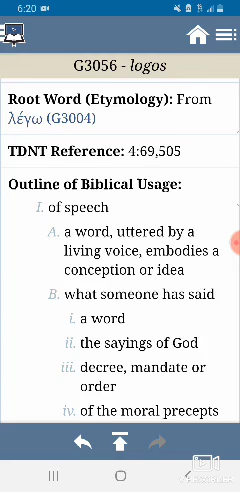 6:20
G3056 - logos
Root Word (Etymology): From
λέγω (G3004)
TDNT Reference: 4:69,505
Outline of Biblical Usage:
I. of speech
A. a word, uttered by a
living voice, embodies a
conception or idea
B. what someone has said
i. a word
ii. the sayings of God
iii. decree, mandate or
order
iv. of the moral precepts